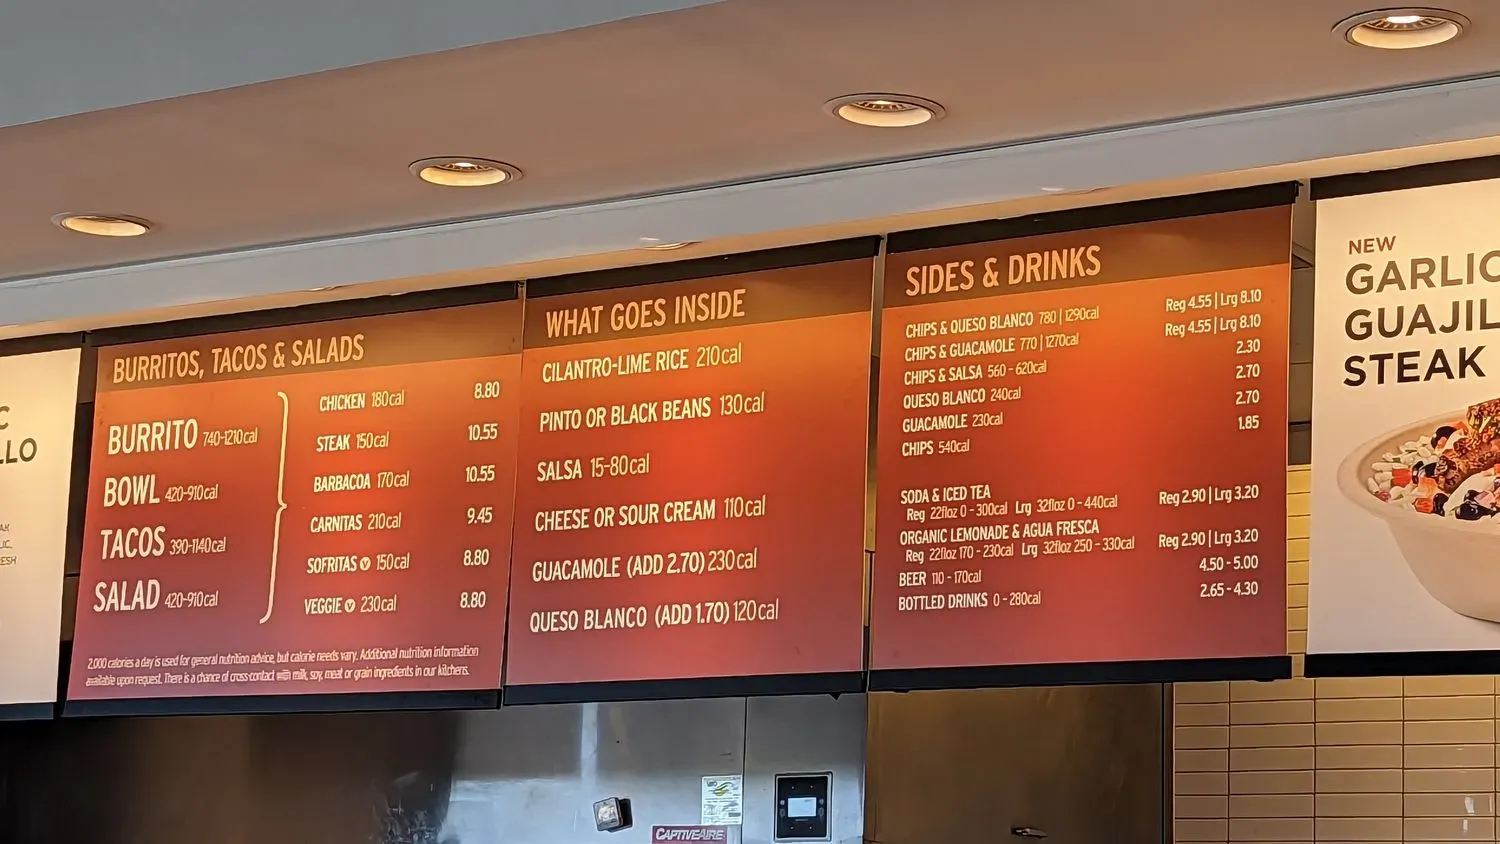 C
LLO
BURRITOS, TACOS & SALADS
BURRITO 740-1210cal
BOWL 420-910cal
TACOS 390-1140cal
SALAD 420-910cal
CHICKEN 180cal 8.80
STEAK 150cal 10.55
BARBACOA 170cal 10.55
CARNITAS 210cal 9.45
SOFRITAS V 150cal 8.80
VEGGIE V 230cal 8.80
2,000 calories a day is used for general nutrition advice, but calorie needs vary. Additional nutrition information
available upon request. There is a chance of cross-contact with milk, soy, meat or grain ingredients in our kitchens.
WHAT GOES INSIDE
CILANTRO-LIME RICE 210cal
PINTO OR BLACK BEANS 130cal
SALSA 15-80cal
CHEESE OR SOUR CREAM 110cal
GUACAMOLE (ADD 2.70) 230cal
QUESO BLANCO (ADD 1.70) 120cal
SIDES & DRINKS
CHIPS & QUESO BLANCO 780 | 1290cal Reg 4.55 | Lrg 8.10
CHIPS & GUACAMOLE 770 | 1270cal Reg 4.55 | Lrg 8.10
CHIPS & SALSA 560 - 620cal 2.30
QUESO BLANCO 240cal 2.70
GUACAMOLE 230cal 2.70
CHIPS 540cal 1.85
SODA & ICED TEA Reg 2.90 | Lrg 3.20
Reg 22floz 0 - 300cal Lrg 32floz 0 - 440cal
ORGANIC LEMONADE & AGUA FRESCA Reg 2.90 | Lrg 3.20
Reg 22floz 170 - 230cal Lrg 32floz 250 - 330cal
BEER 110 - 170cal 4.50 - 5.00
BOTTLED DRINKS 0 - 280cal 2.65 - 4.30
NEW
GARLIC
GUAJIL
STEAK
CAPTIVEAIRE